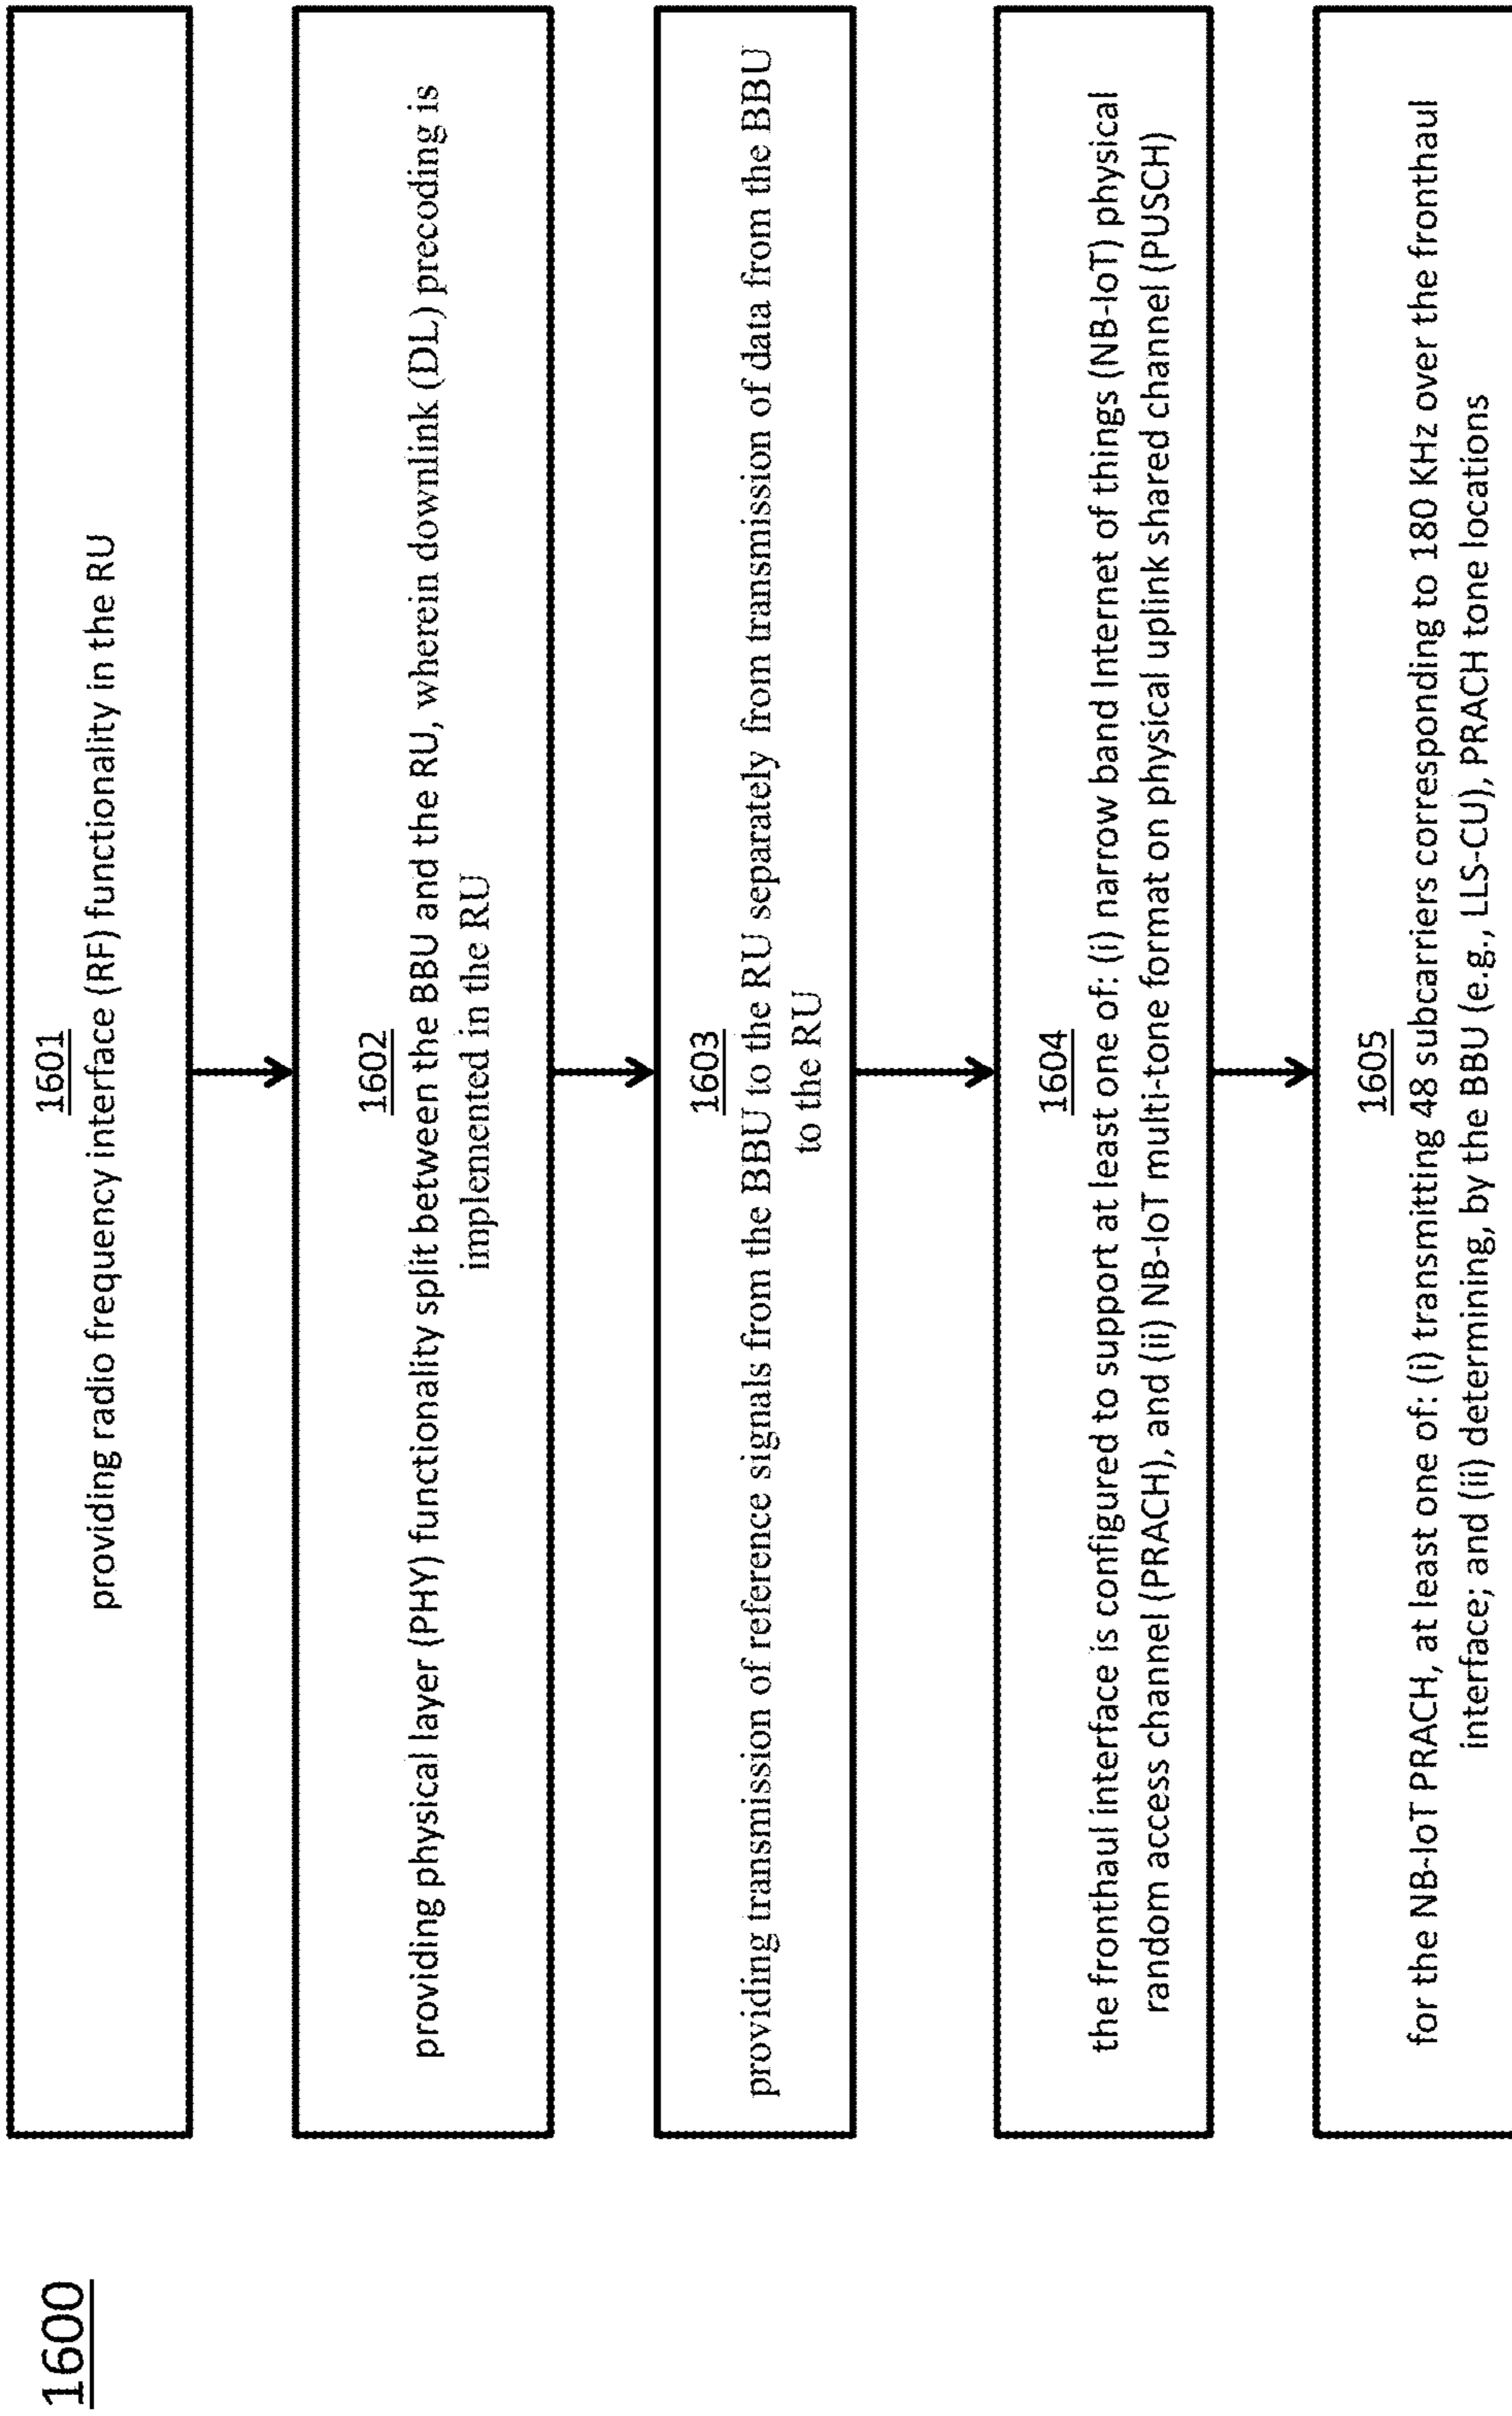 1600
1601
providing radio frequency interface (RF) functionality in the RU
1602
providing physical layer (PHY) functionality split between the BBU and the RU, wherein downlink (DL) precoding is
implemented in the RU
1603
providing transmission of reference signals from the BBU to the RU separately from transmission of data from the BBU
to the RU
1604
the fronthaul interface is configured to support at least one of: (i) narrow band Internet of things (NB-IoT) physical
random access channel (PRACH), and (ii) NB-IoT multi-tone format on physical uplink shared channel (PUSCH)
1605
for the NB-IoT PRACH, at least one of: (i) transmitting 48 subcarriers corresponding to 180 KHz over the fronthaul
interface; and (ii) determining, by the BBU (e.g., LLS-CU), PRACH tone locations